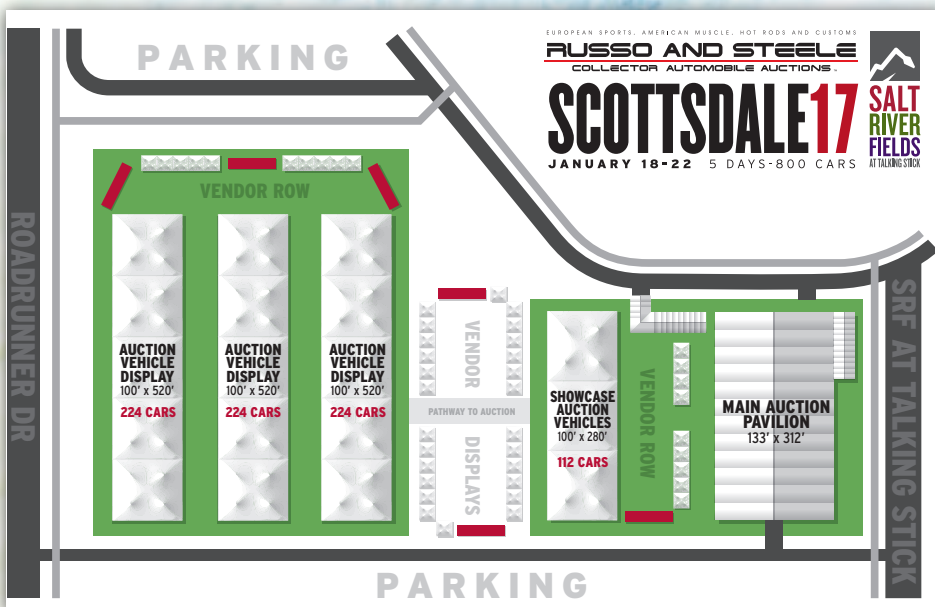 PARKING
EUROPEAN SPORTS, AMERICAN MUSCLE, HOT RODS AND CUSTOMS
RUSSO AND STEELE
COLLECTOR AUTOMOBILE AUCTIONS
SCOTTSDALE17
JANUARY 18-22 5 DAYS-800 CARS
SALT
RIVER
FIELDS
AT TALKING STICK
VENDOR ROW
ROADRUNNER DR
AUCTION
VEHICLE
DISPLAY
100' x 520'
224 CARS
AUCTION
VEHICLE
DISPLAY
100' x 520'
224 CARS
AUCTION
VEHICLE
DISPLAY
100' x 520'
224 CARS
VENDOR
PATHWAY TO AUCTION
DISPLAYS
SHOWCASE
AUCTION
VEHICLES
100' x 280'
112 CARS
VENDOR ROW
MAIN AUCTION
PAVILION
133' x 312'
SRF AT TALKING STICK
PARKING